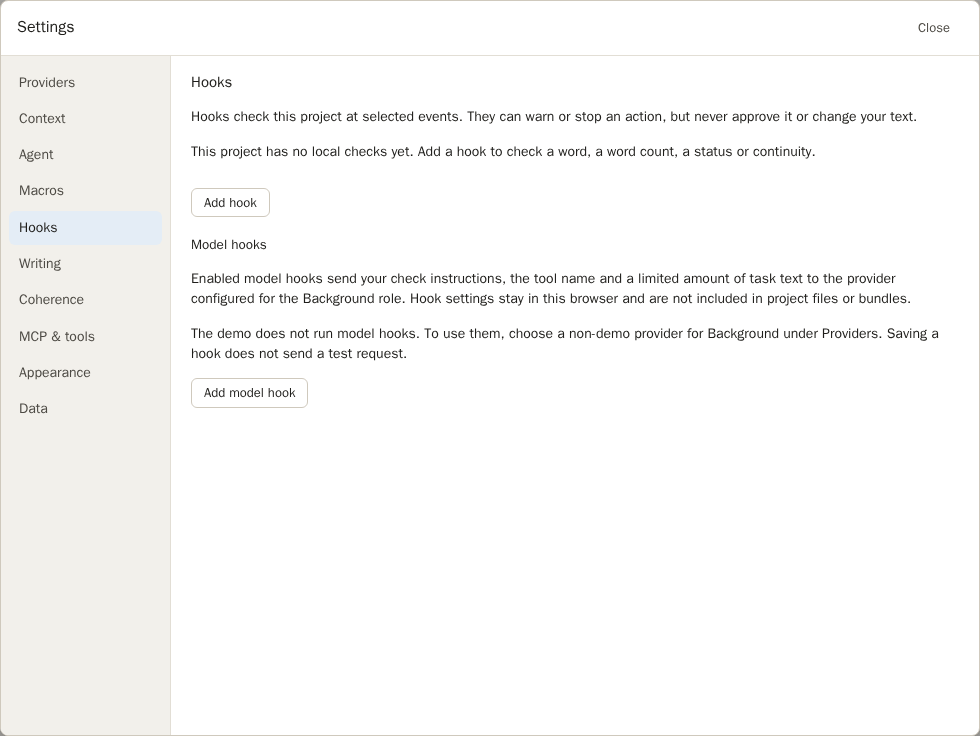 Settings
Close
Providers
Context
Agent
Macros
Hooks
Writing
Coherence
MCP & tools
Appearance
Data
Hooks
Hooks check this project at selected events. They can warn or stop an action, but never approve it or change your text.
This project has no local checks yet. Add a hook to check a word, a word count, a status or continuity.
Add hook
Model hooks
Enabled model hooks send your check instructions, the tool name and a limited amount of task text to the provider
configured for the Background role. Hook settings stay in this browser and are not included in project files or bundles.
The demo does not run model hooks. To use them, choose a non-demo provider for Background under Providers. Saving a
hook does not send a test request.
Add model hook